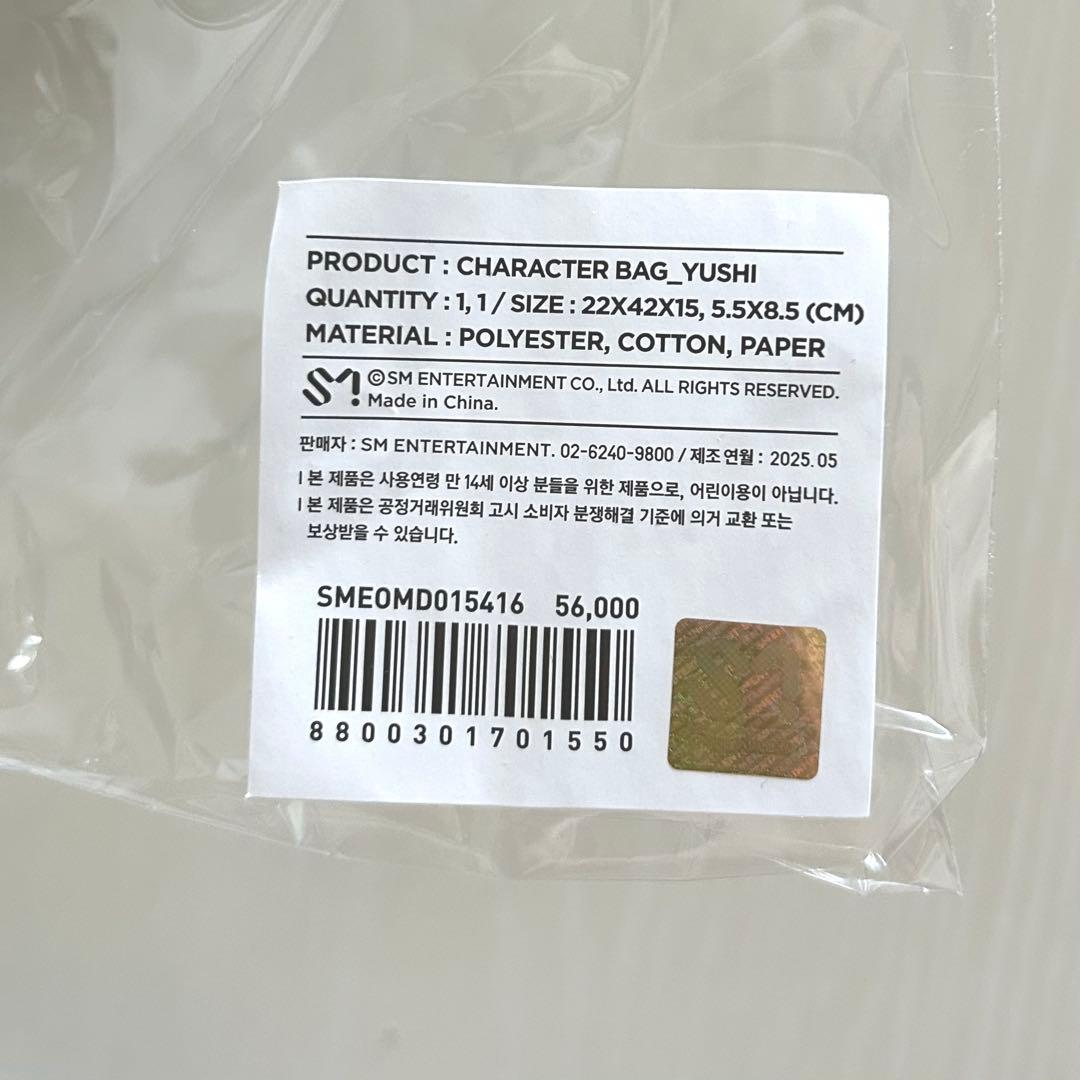 PRODUCT : CHARACTER BAG_YUSHI
QUANTITY : 1, 1 / SIZE : 22X42X15, 5.5X8.5 (CM)
MATERIAL : POLYESTER, COTTON, PAPER
SM! ©SM ENTERTAINMENT CO., Ltd. ALL RIGHTS RESERVED.
Made in China.
판매자 : SM ENTERTAINMENT. 02-6240-9800 / 제조연월 : 2025.05
I 본 제품은 사용연령 만 14세 이상 분들을 위한 제품으로, 어린이용이 아닙니다.
I 본 제품은 공정거래위원회 고시 소비자 분쟁해결 기준에 의거 교환 또는
보상받을 수 있습니다.
SMEOMD015416 56,000
8800301701550